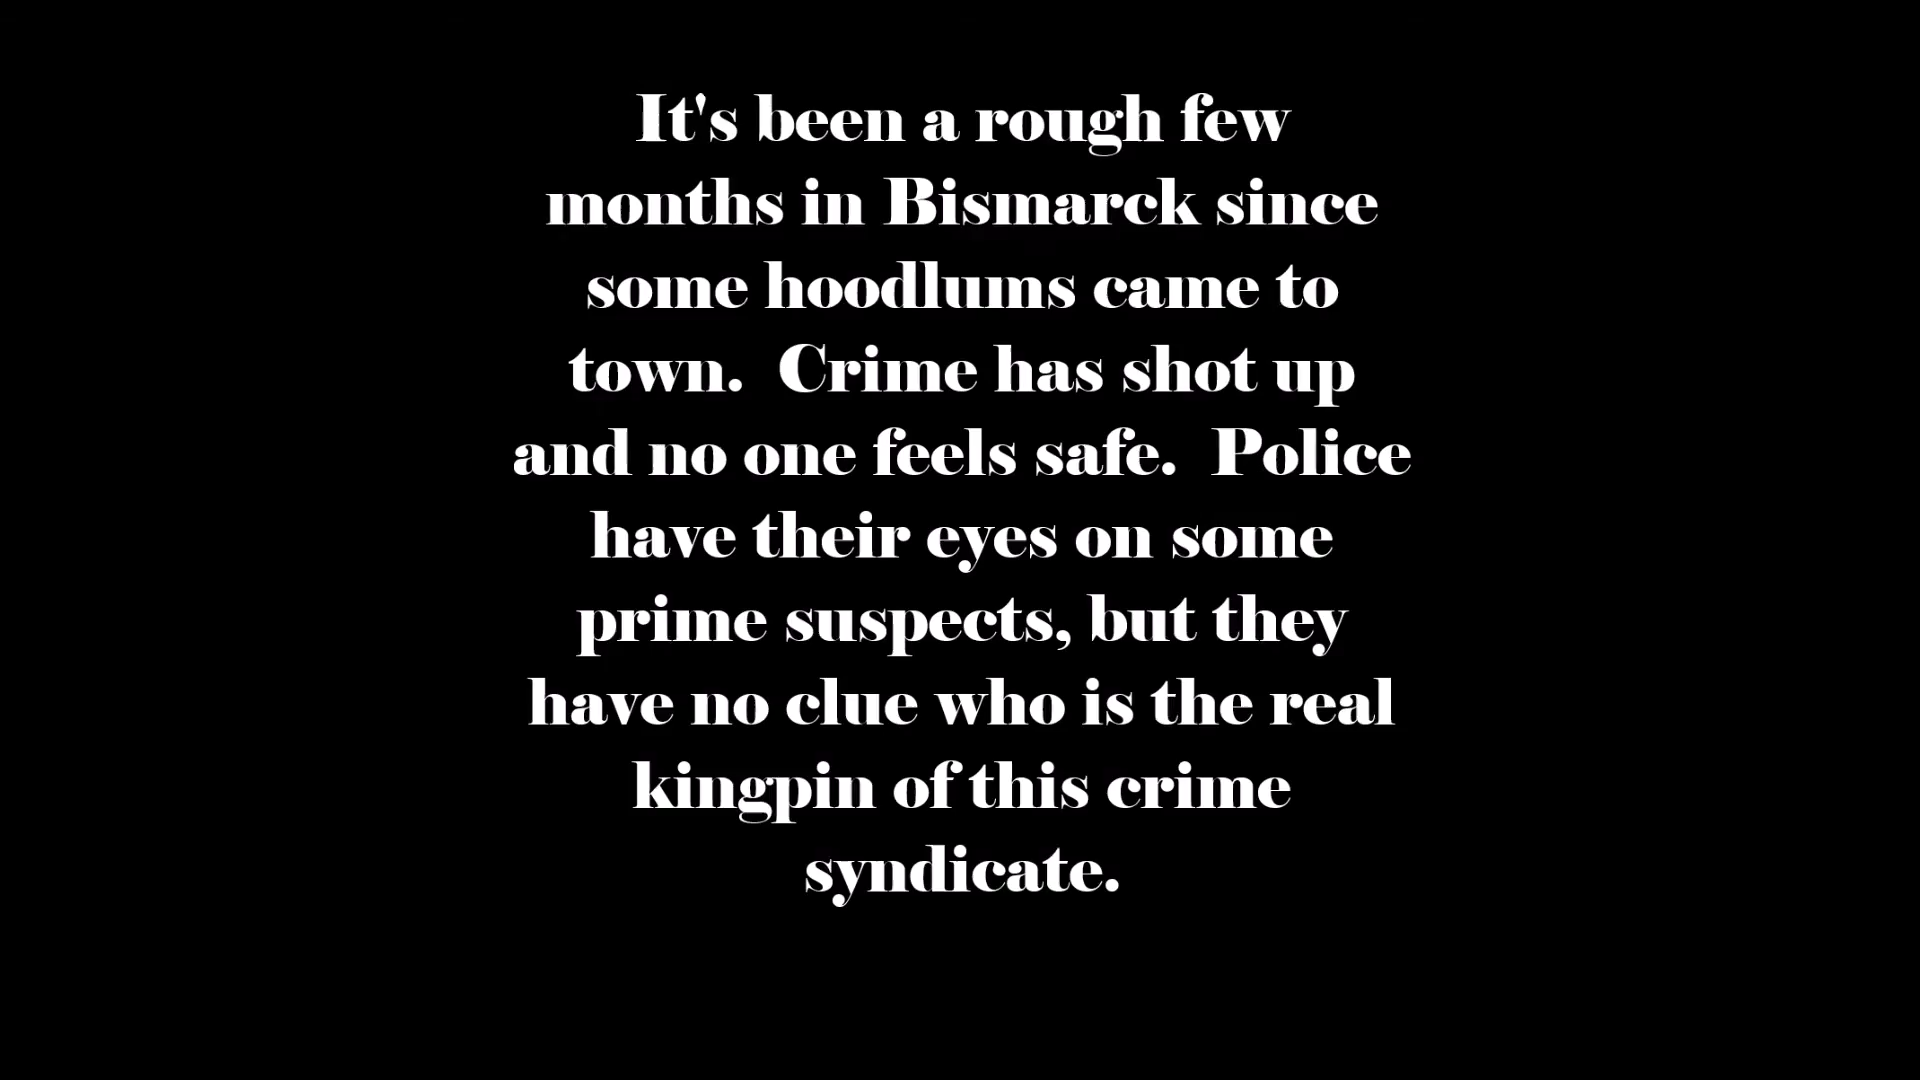 It's been a rough few
months in Bismarck since
some hoodlums came to
town.  Crime has shot up
and no one feels safe.  Police
have their eyes on some
prime suspects, but they
have no clue who is the real
kingpin of this crime
syndicate.